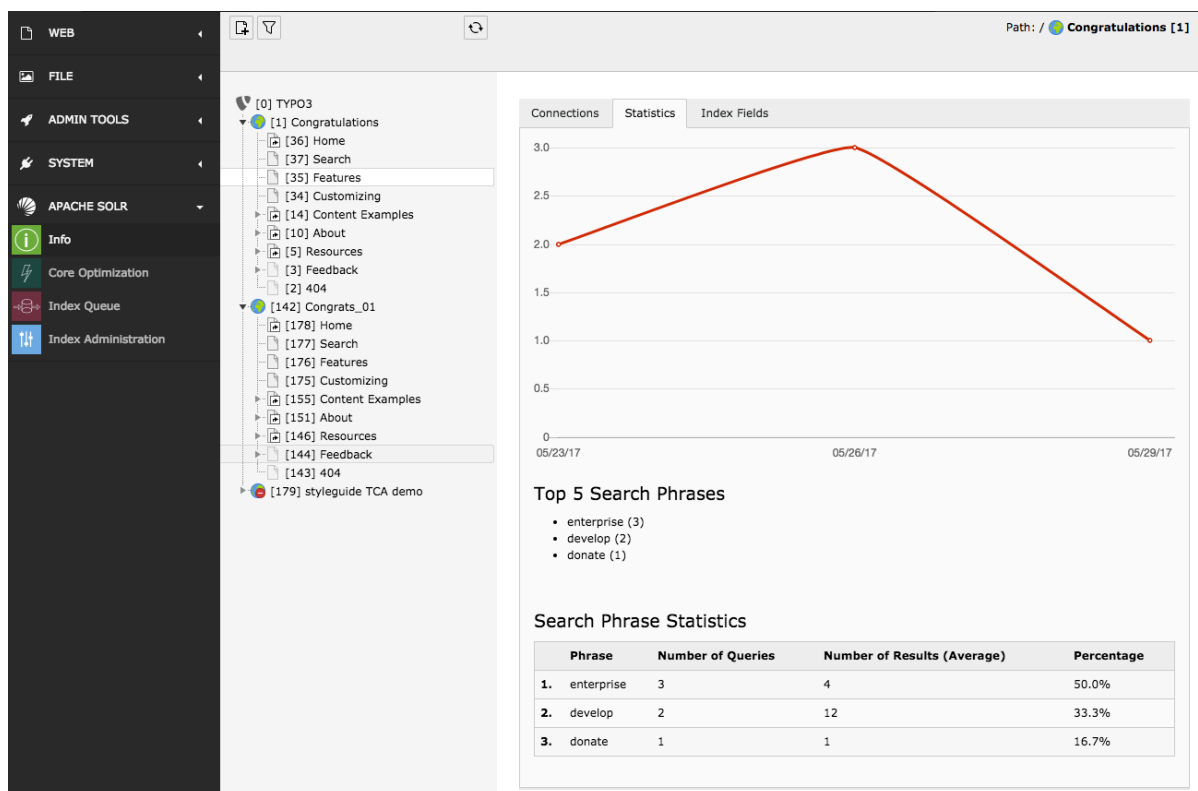 WEB
FILE
ADMIN TOOLS
SYSTEM
APACHE SOLR
Info
Core Optimization
Index Queue
Index Administration
[0] TYPO3
[1] Congratulations
[36] Home
[37] Search
[35] Features
[34] Customizing
[14] Content Examples
[10] About
[5] Resources
[3] Feedback
[2] 404
[142] Congrats_01
[178] Home
[177] Search
[176] Features
[175] Customizing
[155] Content Examples
[151] About
[146] Resources
[144] Feedback
[143] 404
[179] styleguide TCA demo
Path: / Congratulations [1]
Connections Statistics Index Fields
3.0
2.5
2.0
1.5
1.0
0.5
0
05/23/17 05/26/17 05/29/17
Top 5 Search Phrases
• enterprise (3)
• develop (2)
• donate (1)
Search Phrase Statistics
Phrase Number of Queries Number of Results (Average) Percentage
1. enterprise 3 4 50.0%
2. develop 2 12 33.3%
3. donate 1 1 16.7%